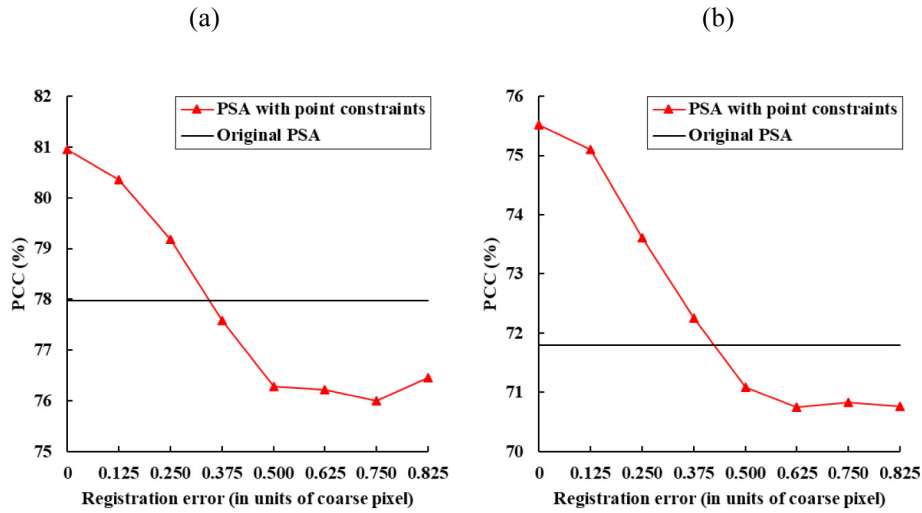 (a)
82
81
80
79
78
76
76
75
PCC (%)
PSA with point constraints
Original PSA
0 0.125 0.250 0.375 0.500 0.625 0.750 0.825
Registration error (in units of coarse pixel)
(b)
76
75
74
73
72
71
70
PCC (%)
PSA with point constraints
Original PSA
0 0.125 0.250 0.375 0.500 0.625 0.750 0.825
Registration error (in units of coarse pixel)